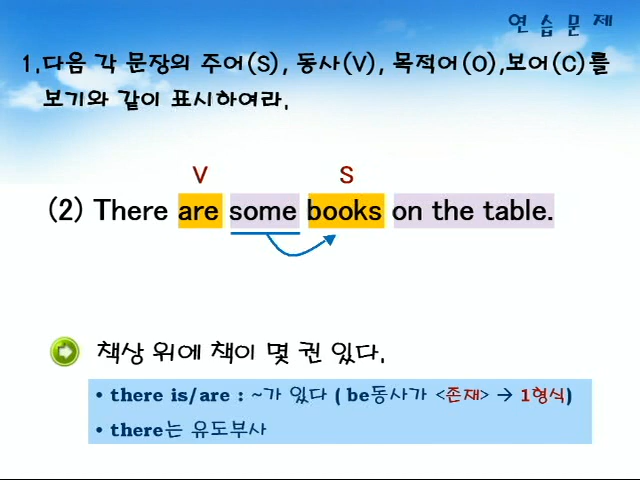 연 습 문 제
1. 다음 각 문장의 주어(S), 동사(V), 목적어(O), 보어(C)를
보기와 같이 표시하여라.
V S
(2) There are some books on the table.
책상 위에 책이 몇 권 있다.
• there is/are : ~가 있다 ( be동사가 <존재> → 1형식)
• there는 유도부사